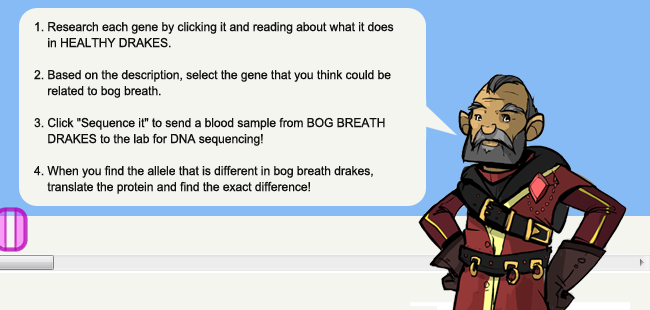 1. Research each gene by clicking it and reading about what it does
in HEALTHY DRAKES.
2. Based on the description, select the gene that you think could be
related to bog breath.
3. Click "Sequence it" to send a blood sample from BOG BREATH
DRAKES to the lab for DNA sequencing!
4. When you find the allele that is different in bog breath drakes,
translate the protein and find the exact difference!